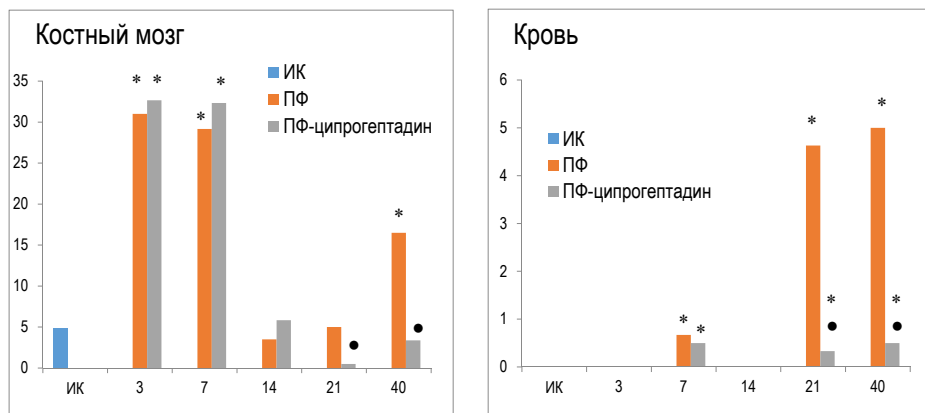 Костный мозг
35
30
25
20
15
10
5
0
* * * * *
ИК
ПФ
ПФ-ципрогептадин
ИК 3 7 14 21 40
Кровь
6
5
4
3
2
1
0
ИК
ПФ
ПФ-ципрогептадин
* * * * * *
ИК 3 7 14 21 40